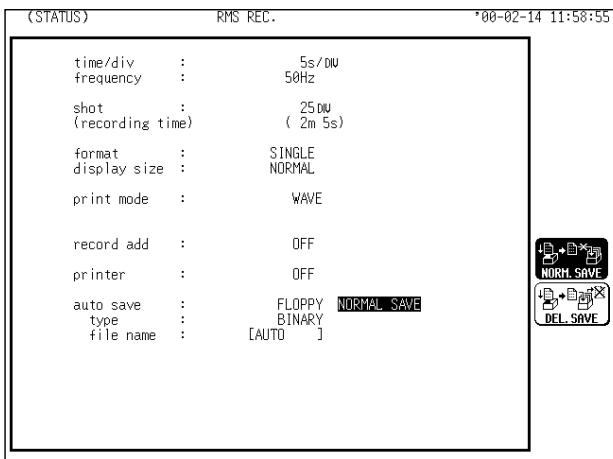 (STATUS) RMS REC. '00-02-14 11:58:55
time/div : 5s/DIV
frequency : 50Hz
shot : 25DIV
(recording time) ( 2m 5s)
format : SINGLE
display size : NORMAL
print mode : WAVE
record add : OFF
printer : OFF
auto save : FLOPPY NORMAL SAVE
type : BINARY
file name : [AUTO ]
NORM. SAVE
DEL. SAVE